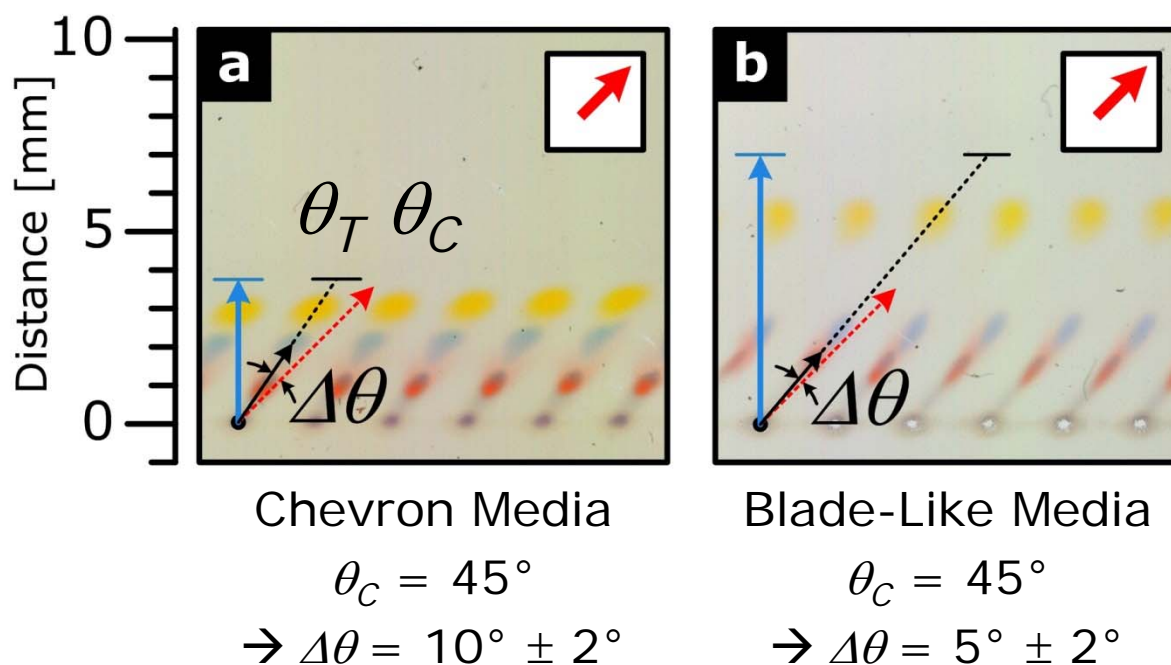 10
5
0
Distance [mm]
a
θT θC
Δθ
b
Δθ
Chevron Media
θC = 45°
→ Δθ = 10° ± 2°
Blade-Like Media
θC = 45°
→ Δθ = 5° ± 2°